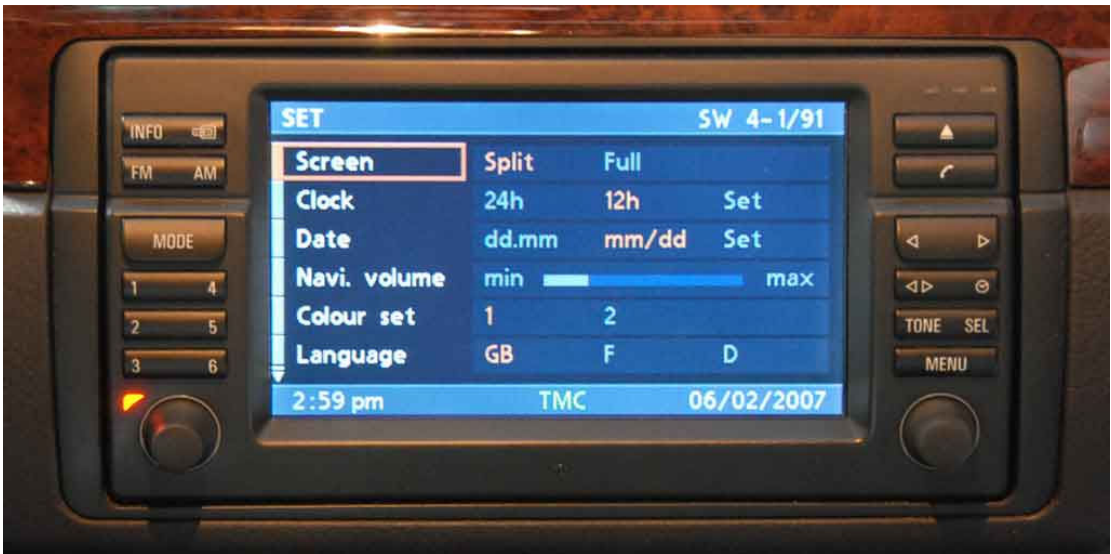 INFO
FM AM
MODE
1 4
2 5
3 6
SET SW 4-1/91
Screen Split Full
Clock 24h 12h Set
Date dd.mm mm/dd Set
Navi. volume min max
Colour set 1 2
Language GB F D
2:59 pm TMC 06/02/2007
TONE SEL
MENU